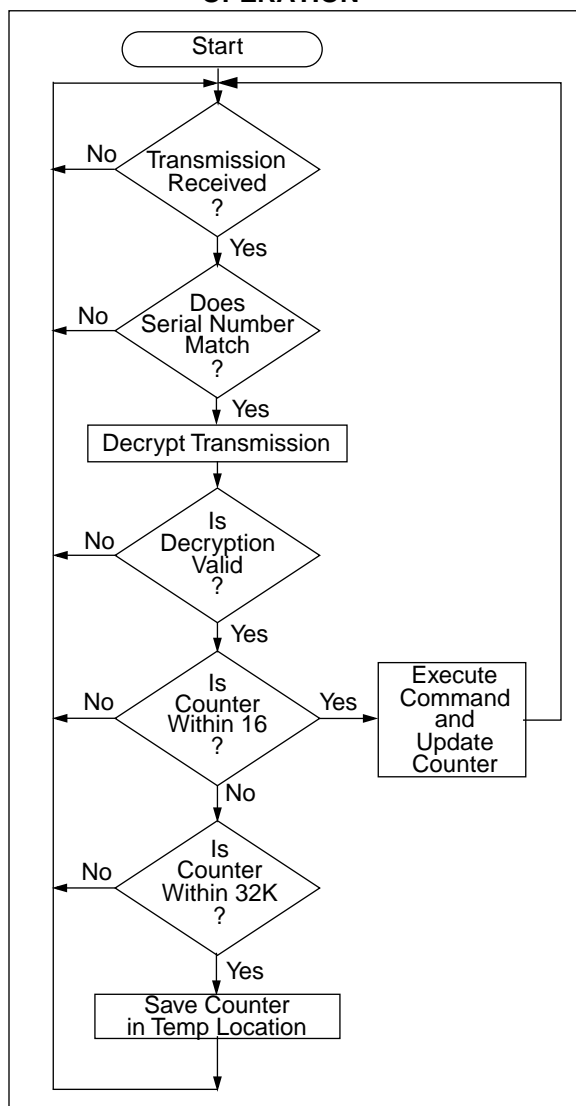 OPERATION
Start
No
Transmission
Received
?
Yes
No
Does
Serial Number
Match
?
Yes
Decrypt Transmission
No
Is
Decryption
Valid
?
Yes
No
Is
Counter
Within 16
?
Yes
Execute
Command
and
Update
Counter
No
No
Is
Counter
Within 32K
?
Yes
Save Counter
in Temp Location